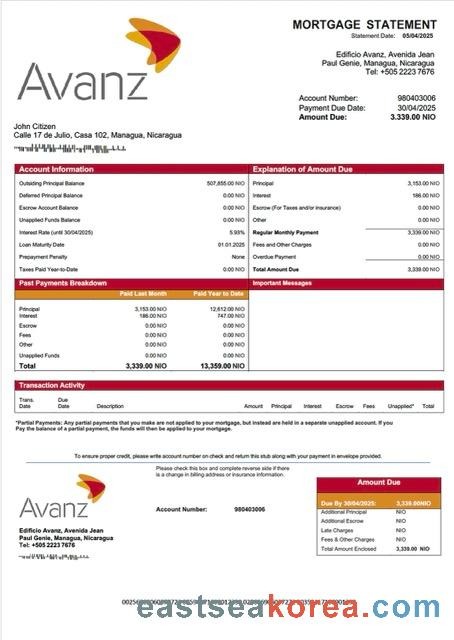 Avanz
MORTGAGE STATEMENT
Statement Date: 05/04/2025
Edificio Avanz, Avenida Jean
Paul Genie, Managua, Nicaragua
Tel: +505 2223 7676
Account Number: 980403006
Payment Due Date: 30/04/2025
Amount Due: 3.339.00 NIO
John Citizen
Calle 17 de Julio, Casa 102, Managua, Nicaragua
Account Information
Outsiding Principal Balance 507,855.00 NIO
Deferred Principal Balance 0.00 NIO
Escrow Account Balance 0.00 NIO
Unapplied Funds Balance 0.00 NIO
Interest Rate (until 30/04/2025) 5.93%
Loan Maturity Date 01.01.2025
Prepayment Penalty None
Taxes Paid Year-to-Date 0.00 NIO
Explanation of Amount Due
Principal 3,153.00 NIO
Interest 186.00 NIO
Escrow (For Taxes and/or insurance) 0.00 NIO
Other 0.00 NIO
Regular Monthly Payment 3,339.00 NIO
Fees and Other Charges 0.00 NIO
Overdue Payment 0.00 NIO
Total Amount Due 3,339.00 NIO
Past Payments Breakdown
Paid Last Month Paid Year to Date
Principal 3,153.00 NIO 12,612.00 NIO
Interest 186.00 NIO 747.00 NIO
Escrow 0.00 NIO 0.00 NIO
Fees 0.00 NIO 0.00 NIO
Other 0.00 NIO 0.00 NIO
Unapplied Funds 0.00 NIO 0.00 NIO
Total 3,339.00 NIO 13,359.00 NIO
Important Messages
Transaction Activity
Trans. Date Due Date Description Amount Principal Interest Escrow Fees Unapplied* Total
*Partial Payments: Any partial payments that you make are not applied to your mortgage, but instead are held in a separate unapplied account. If you
Pay the balance of a partial payment, the funds will then be applied to your mortgage.
To ensure proper credit, please write account number on check and return this stub along with your payment in envelope provided.
Avanz
Please check this box and complete reverse side if there
is a change in billing address or insurance information.
Account Number: 980403006
Edificio Avanz, Avenida Jean
Paul Genie, Managua, Nicaragua
Tel: +505 2223 7676
Amount Due
Due By 30/04/2025: 3,339.00NIO
Additional Principal NIO
Additional Escrow NIO
Late Charges NIO
Fees & Other Charges NIO
Total Amount Enclosed 3,339.00 NIO
eastseakorea.com